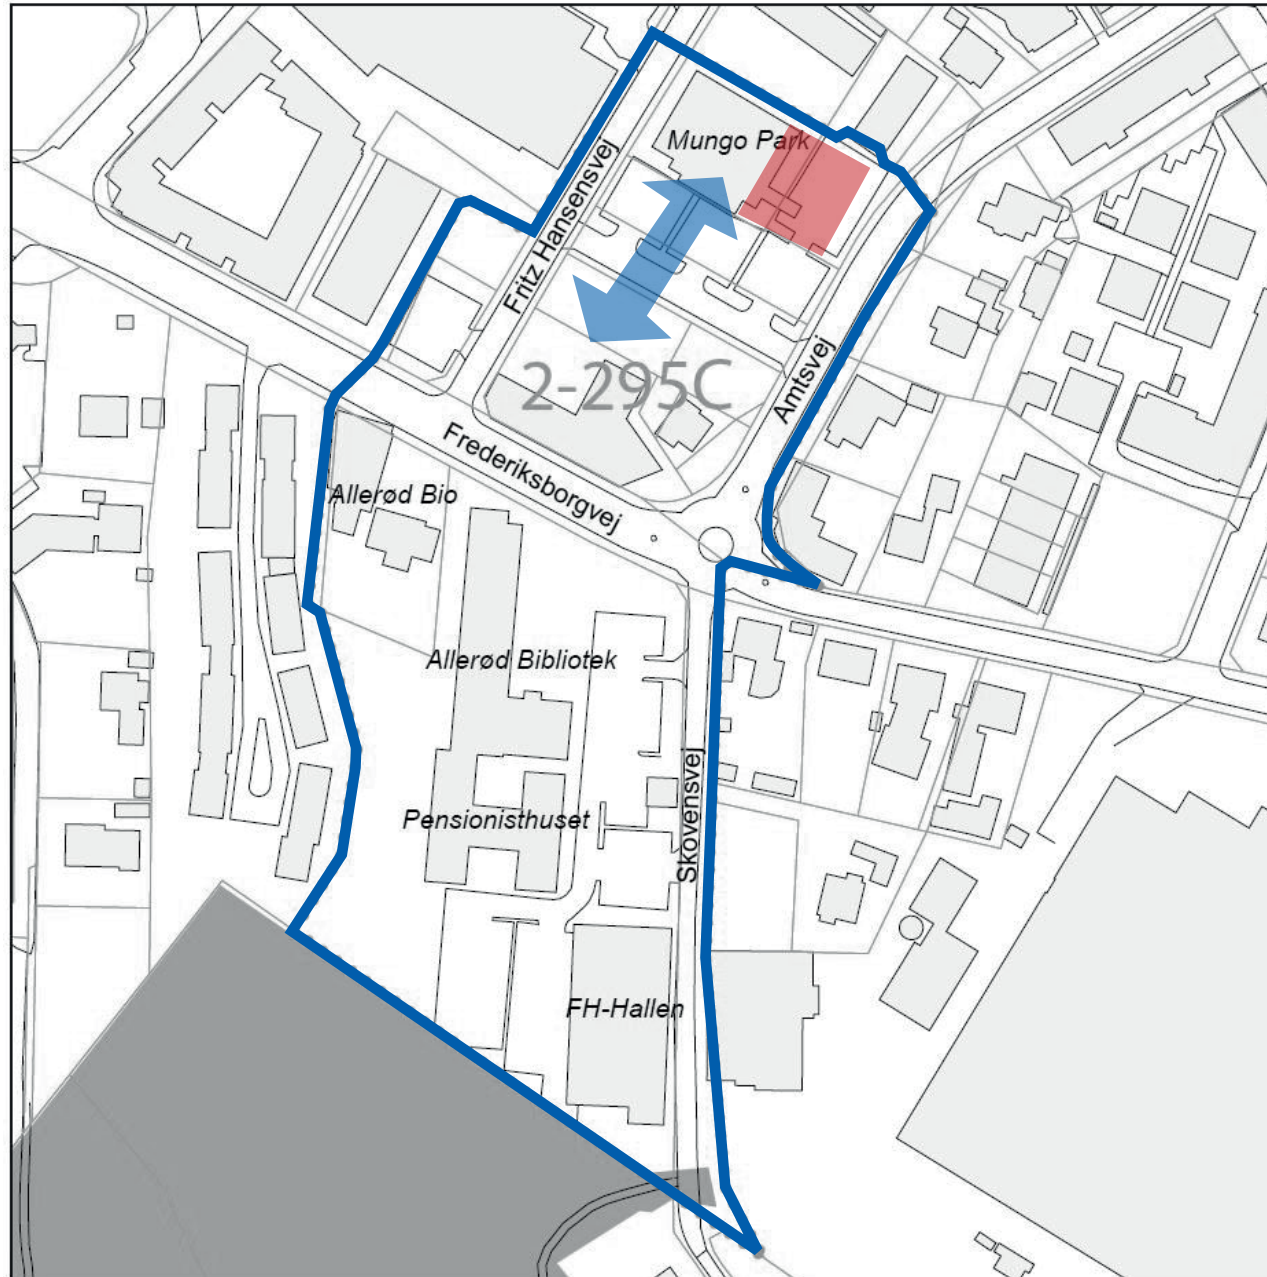 Mungo Park
Fritz Hansensvej
2-295C
Amtsvej
Frederiksborgvej
Allerød Bio
Allerød Bibliotek
Skovensvej
Pensionisthuset
FH-Hallen